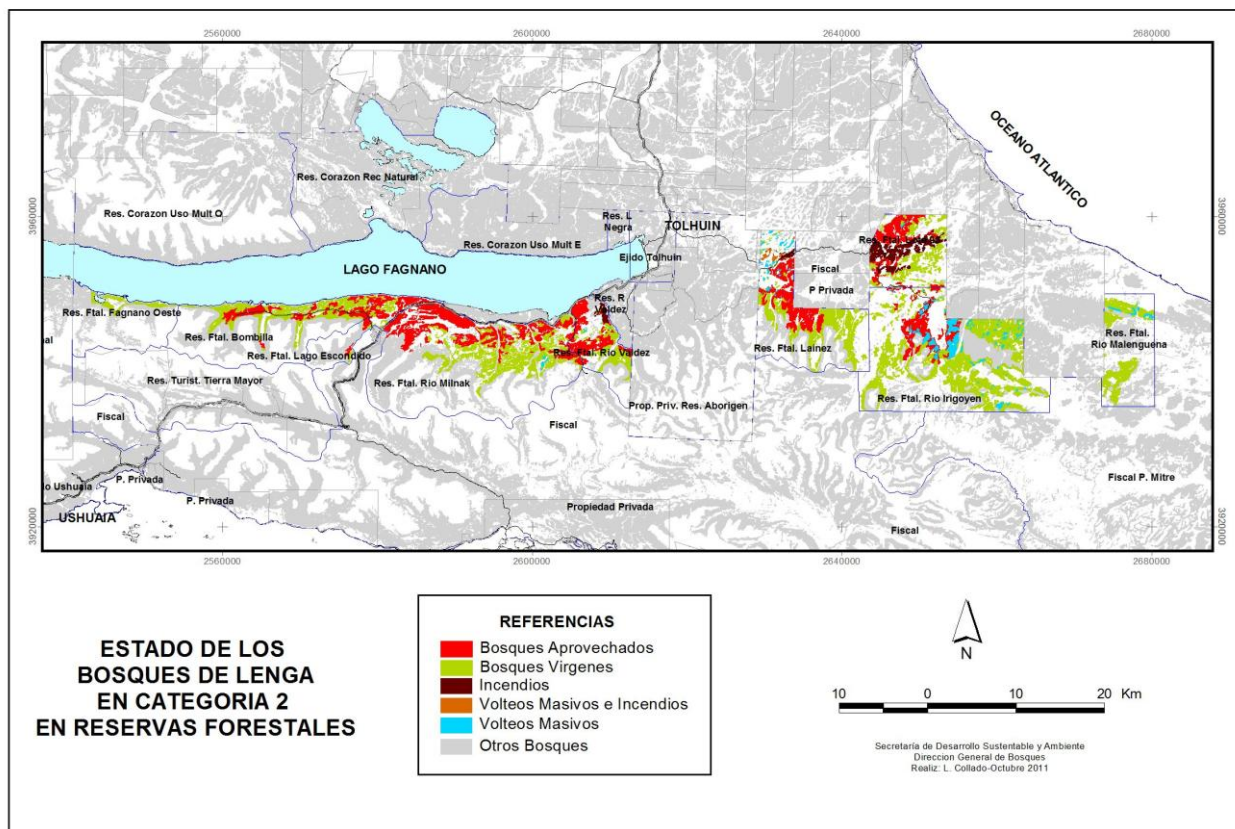 2560000
2600000
2640000
2680000
OCEANO ATLANTICO
Res. Corazon Rec Natural
3960000
Res. Corazon Uso Mult O
Res. L
Negra
TOLHUIN
3960000
Res. Corazon Uso Mult E
Ejido Tolhuin
LAGO FAGNANO
Fiscal
P Privada
Res. Ftal. Fagnano Oeste
Res. R
Valdez
Res. Ftal. Bombilla
Res. Ftal. Lago Escondido
Res. Ftal. Rio Valdez
Res. Ftal. Lainez
Res. Ftal.
Rio Malenguena
Res. Turist. Tierra Mayor
Res. Ftal. Rio Milnak
Prop. Priv. Res. Aborigen
Res. Ftal. Rio Irigoyen
Fiscal
Fiscal
P. Privada
P. Privada
Fiscal P. Mitre
USHUAIA
Propiedad Privada
Fiscal
3920000
3920000
2560000
2600000
2640000
2680000
ESTADO DE LOS
BOSQUES DE LENGA
EN CATEGORIA 2
EN RESERVAS FORESTALES
REFERENCIAS
Bosques Aprovechados
Bosques Virgenes
Incendios
Volteos Masivos e Incendios
Volteos Masivos
Otros Bosques
N
10 0 10 20 Km
Secretaría de Desarrollo Sustentable y Ambiente
Direccion General de Bosques
Realiz: L. Collado-Octubre 2011